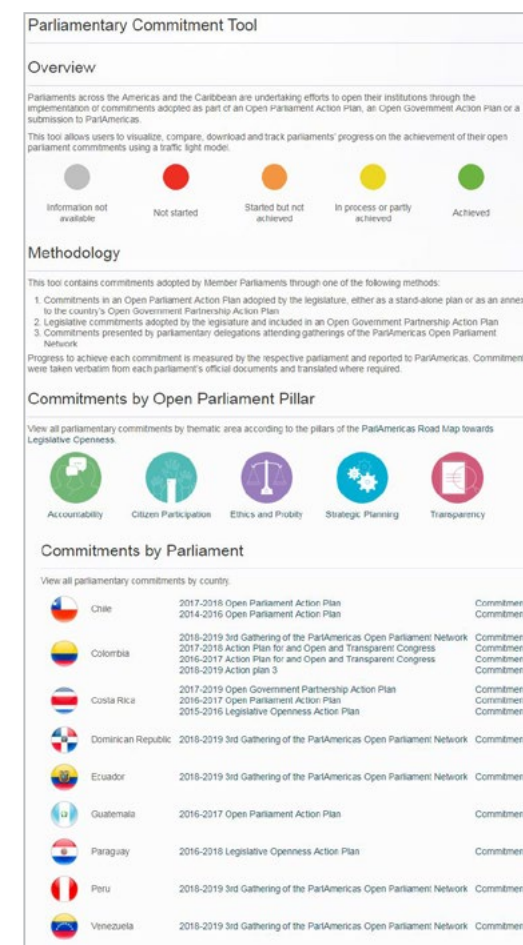 Parliamentary Commitment Tool
Overview
Parliaments across the Americas and the Caribbean are undertaking efforts to open their institutions through the
implementation of commitments adopted as part of an Open Parliament Action Plan, an Open Government Action Plan or a
submission to ParlAmericas.
This tool allows users to visualize, compare, download and track parliaments' progress on the achievement of their open
parliament commitments using a traffic light model.
Information not available
Not started
Started but not achieved
In process or partly achieved
Achieved
Methodology
This tool contains commitments adopted by Member Parliaments through one of the following methods:
1. Commitments in an Open Parliament Action Plan adopted by the legislature, either as a stand-alone plan or as an annex
to the country's Open Government Partnership Action Plan
2. Legislative commitments adopted by the legislature and included in an Open Government Partnership Action Plan
3. Commitments presented by parliamentary delegations attending gatherings of the ParlAmericas Open Parliament
Network
Progress to achieve each commitment is measured by the respective parliament and reported to ParlAmericas. Commitment
were taken verbatim from each parliament's official documents and translated where required.
Commitments by Open Parliament Pillar
View all parliamentary commitments by thematic area according to the pillars of the ParlAmericas Road Map towards
Legislative Openness.
Accountability Citizen Participation Ethics and Probity Strategic Planning Transparency
Commitments by Parliament
View all parliamentary commitments by country.
Chile
2017-2018 Open Parliament Action Plan Commitmen
2014-2016 Open Parliament Action Plan Commitmen
Colombia
2018-2019 3rd Gathering of the ParlAmericas Open Parliament Network Commitmen
2017-2018 Action Plan for and Open and Transparent Congress Commitmen
2016-2017 Action Plan for and Open and Transparent Congress Commitmen
2018-2019 Action plan 3 Commitmen
Costa Rica
2017-2019 Open Government Partnership Action Plan Commitmen
2016-2017 Open Parliament Action Plan Commitmen
2015-2016 Legislative Openness Action Plan Commitmen
Dominican Republic 2018-2019 3rd Gathering of the ParlAmericas Open Parliament Network Commitmen
Ecuador 2018-2019 3rd Gathering of the ParlAmericas Open Parliament Network Commitmen
Guatemala 2016-2017 Open Parliament Action Plan Commitmen
Paraguay 2016-2018 Legislative Openness Action Plan Commitmen
Peru 2018-2019 3rd Gathering of the ParlAmericas Open Parliament Network Commitmen
Venezuela 2018-2019 3rd Gathering of the ParlAmericas Open Parliament Network Commitmen